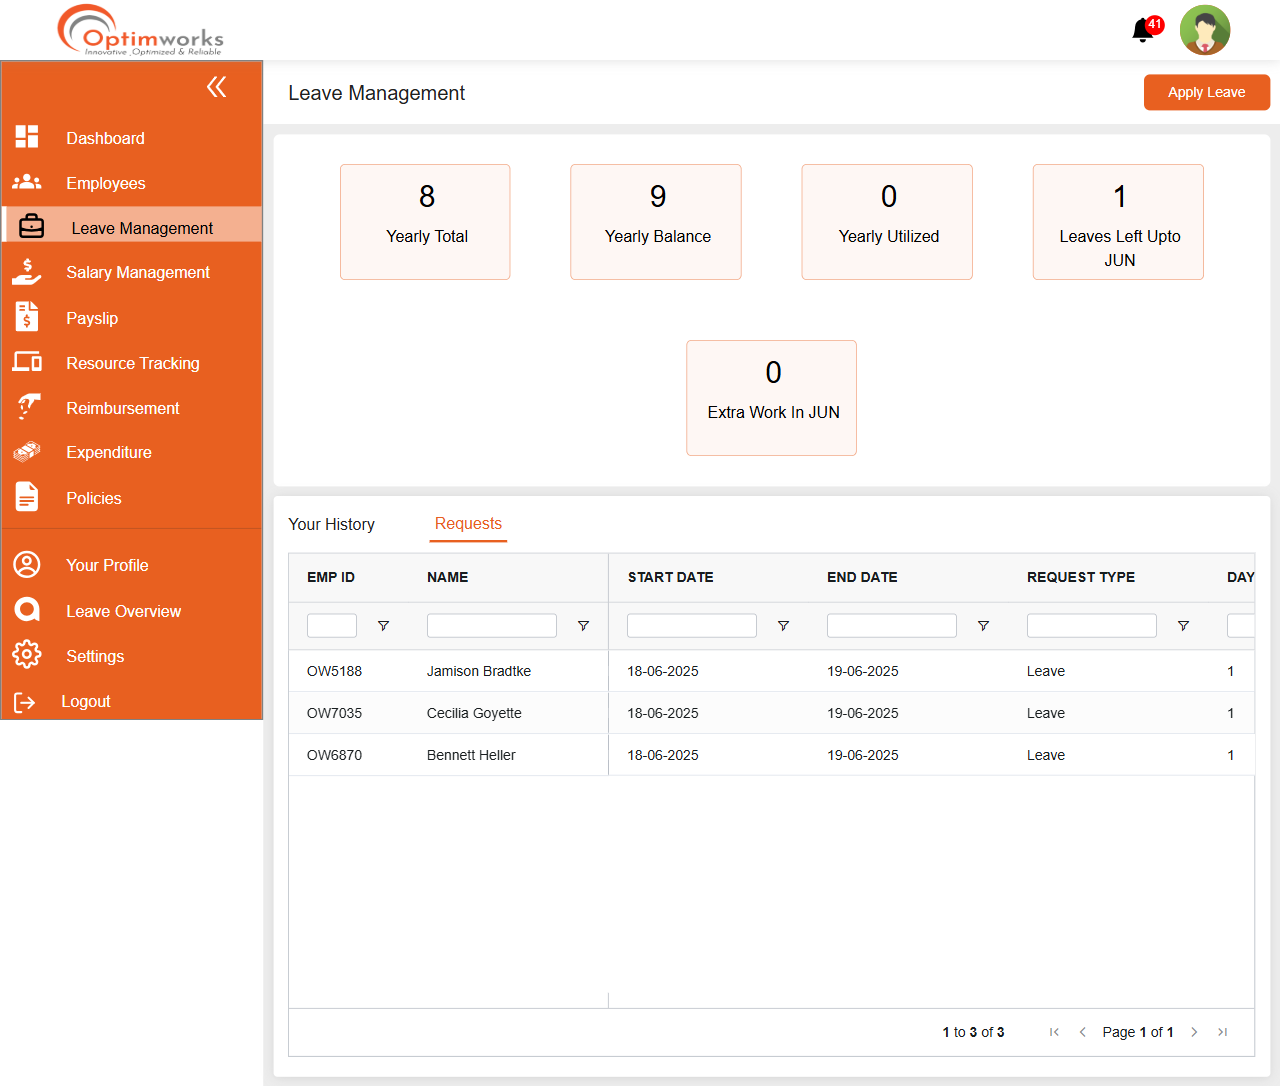 Optimworks
Innovative ,Optimized & Reliable
41
Leave Management
Apply Leave
Dashboard
Employees
Leave Management
Salary Management
Payslip
Resource Tracking
Reimbursement
Expenditure
Policies
Your Profile
Leave Overview
Settings
Logout
8
Yearly Total
9
Yearly Balance
0
Yearly Utilized
1
Leaves Left Upto
JUN
0
Extra Work In JUN
Your History Requests
EMP ID NAME START DATE END DATE REQUEST TYPE DAY
OW5188 Jamison Bradtke 18-06-2025 19-06-2025 Leave 1
OW7035 Cecilia Goyette 18-06-2025 19-06-2025 Leave 1
OW6870 Bennett Heller 18-06-2025 19-06-2025 Leave 1
1 to 3 of 3 Page 1 of 1